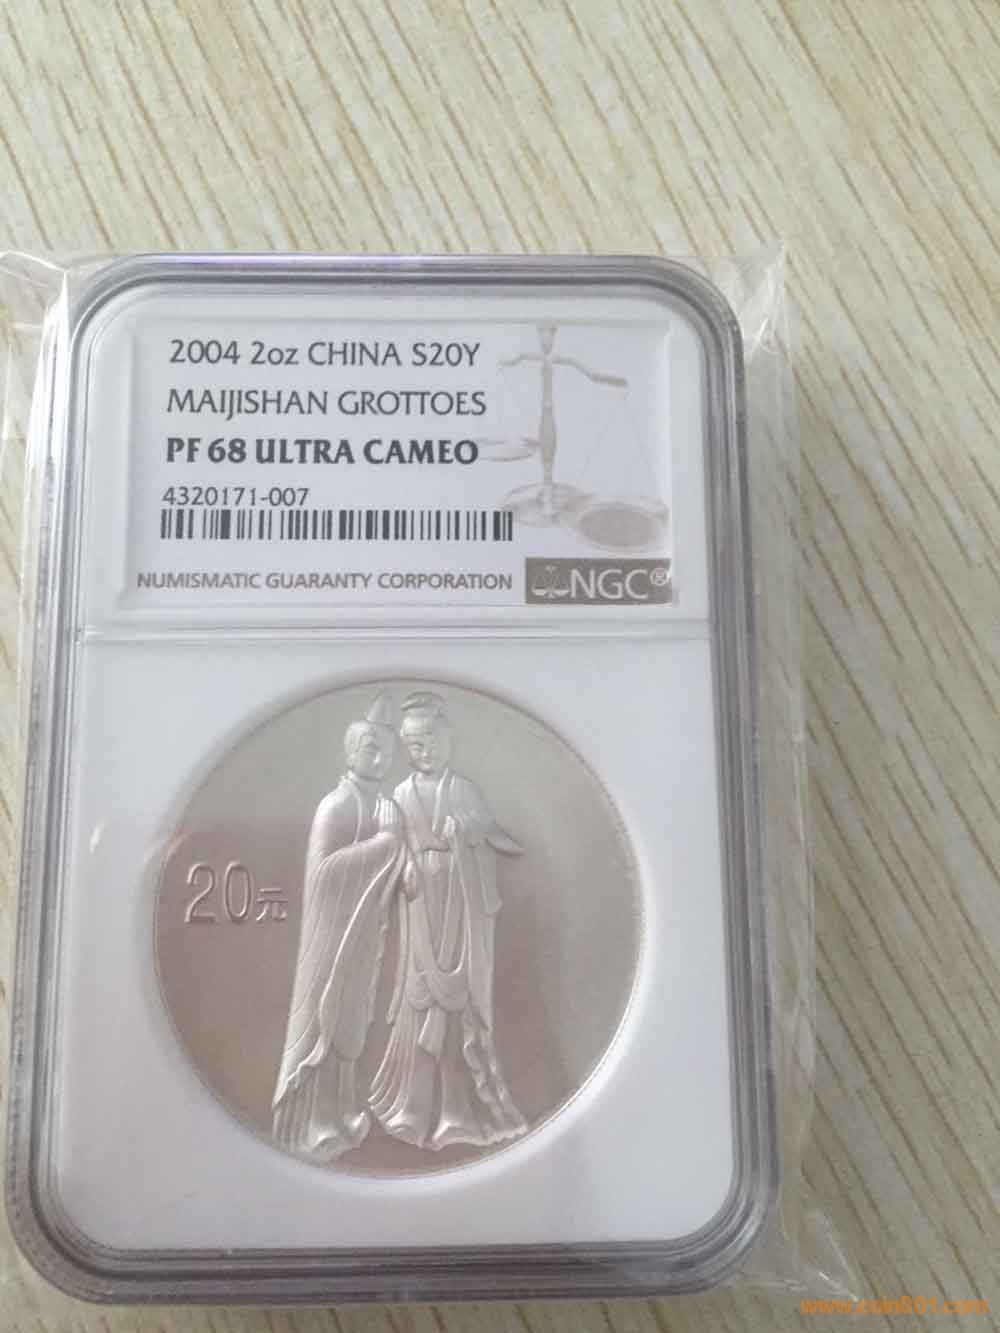 2004 2oz CHINA S20Y
MAIJISHAN GROTTOES
PF 68 ULTRA CAMEO
4320171-007
NUMISMATIC GUARANTY CORPORATION NGC®
20元
www.coin001.com